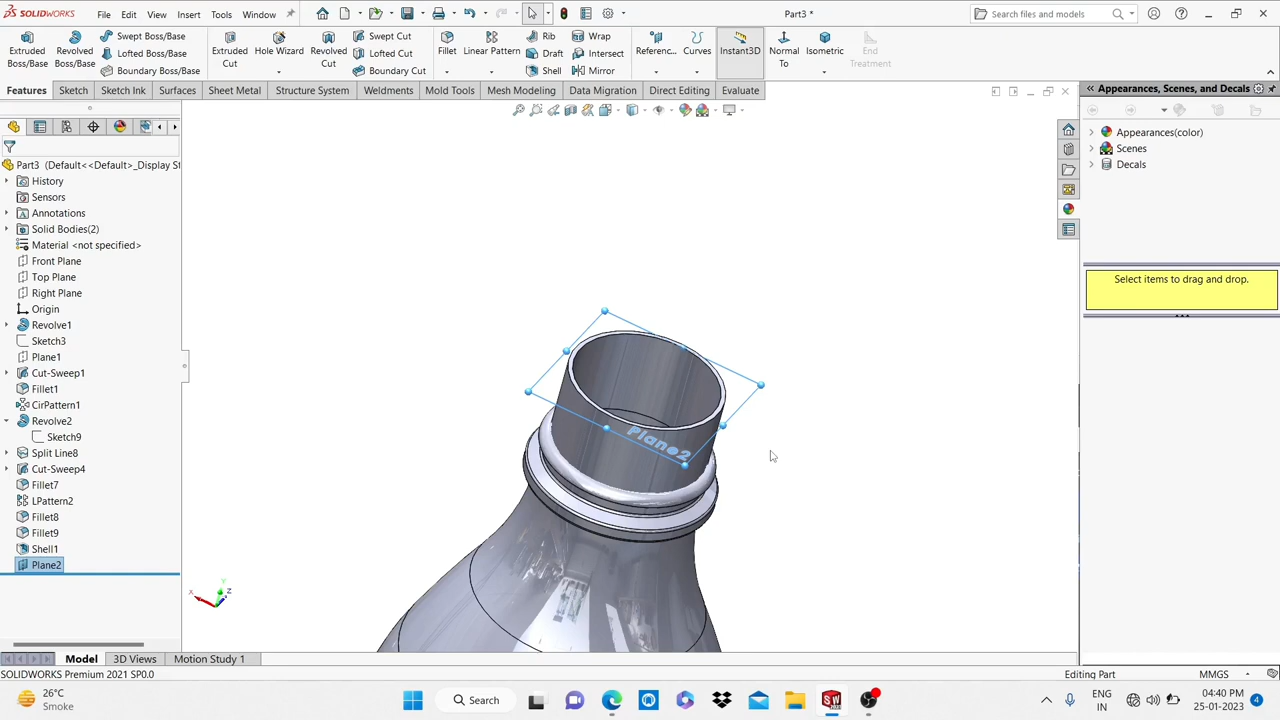 SOLIDWORKS File Edit View Insert Tools Window Part3 * Search files and models
Extruded Boss/Base Revolved Boss/Base Swept Boss/Base Lofted Boss/Base Boundary Boss/Base Extruded Cut Hole Wizard Revolved Cut Swept Cut Lofted Cut Boundary Cut Fillet Linear Pattern Rib Draft Shell Wrap Intersect Mirror Referenc... Curves Instant3D Normal To Isometric End Treatment
Features Sketch Sketch Ink Surfaces Sheet Metal Structure System Weldments Mold Tools Mesh Modeling Data Migration Direct Editing Evaluate
Appearances, Scenes, and Decals
Appearances(color)
Scenes
Decals
Select items to drag and drop.
Part3 (Default<<Default>_Display St
History
Sensors
Annotations
Solid Bodies(2)
Material <not specified>
Front Plane
Top Plane
Right Plane
Origin
Revolve1
Sketch3
Plane1
Cut-Sweep1
Fillet1
CirPattern1
Revolve2
Sketch9
Split Line8
Cut-Sweep4
Fillet7
LPattern2
Fillet8
Fillet9
Shell1
Plane2
Plane2
X Y Z
Model 3D Views Motion Study 1
SOLIDWORKS Premium 2021 SP0.0 Editing Part MMGS
26°C
Smoke
Search
ENG
IN
04:40 PM
25-01-2023
4